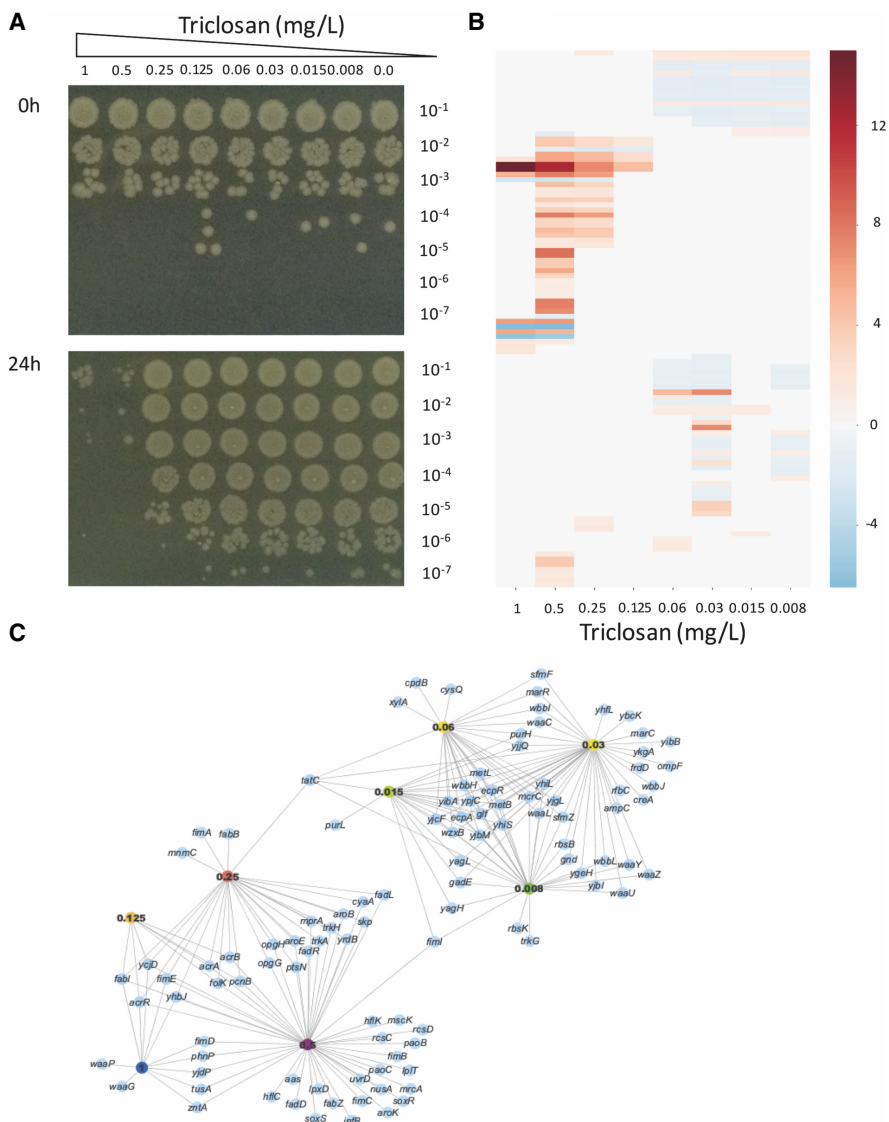 A
Triclosan (mg/L)
1 0.5 0.25 0.125 0.06 0.03 0.015 0.008 0.0
0h
10-1
10-2
10-3
10-4
10-5
10-6
10-7
24h
10-1
10-2
10-3
10-4
10-5
10-6
10-7
B
12
8
4
0
-4
1 0.5 0.25 0.125 0.06 0.03 0.015 0.008
Triclosan (mg/L)
C
cpdB
cysQ
sfmF
xylA
marR
wbbI
yhfL
ybcK
0.06
waaC
purH
marC
yjjQ
0.03
yibB
ykgA
tatC
metL
frdD
ompF
wbbH
ecpR
yhiL
0.015
mcrC
rfbC
wbbJ
yibA
ypjC
metB
yjgL
creA
ampC
yjcF
ecpA
glf
waaL
sfmZ
purL
wzxB
yhiS
yjbM
fimA
fabB
rbsB
mnmC
yagL
gnd
wbbL
waaY
0.25
gadE
0.008
ygeH
waaZ
yjbI
waaU
fadL
cyaA
0.125
yagH
aroB
mprA
skp
trkH
rbsK
opgH
aroE
trkA
yrdB
fimI
trkG
fadR
acrB
ycjD
acrA
opgG
ptsN
fabI
fimE
folK
pcnB
yhbJ
acrR
hflK
mscK
rcsD
fimD
rcsC
paoB
phnP
fimB
waaP
1
yjdP
paoC
lplT
waaG
tusA
aas
uvrD
nusA
mrcA
lpxD
zntA
hflC
fadD
fabZ
fimC
soxR
soxS
aroK